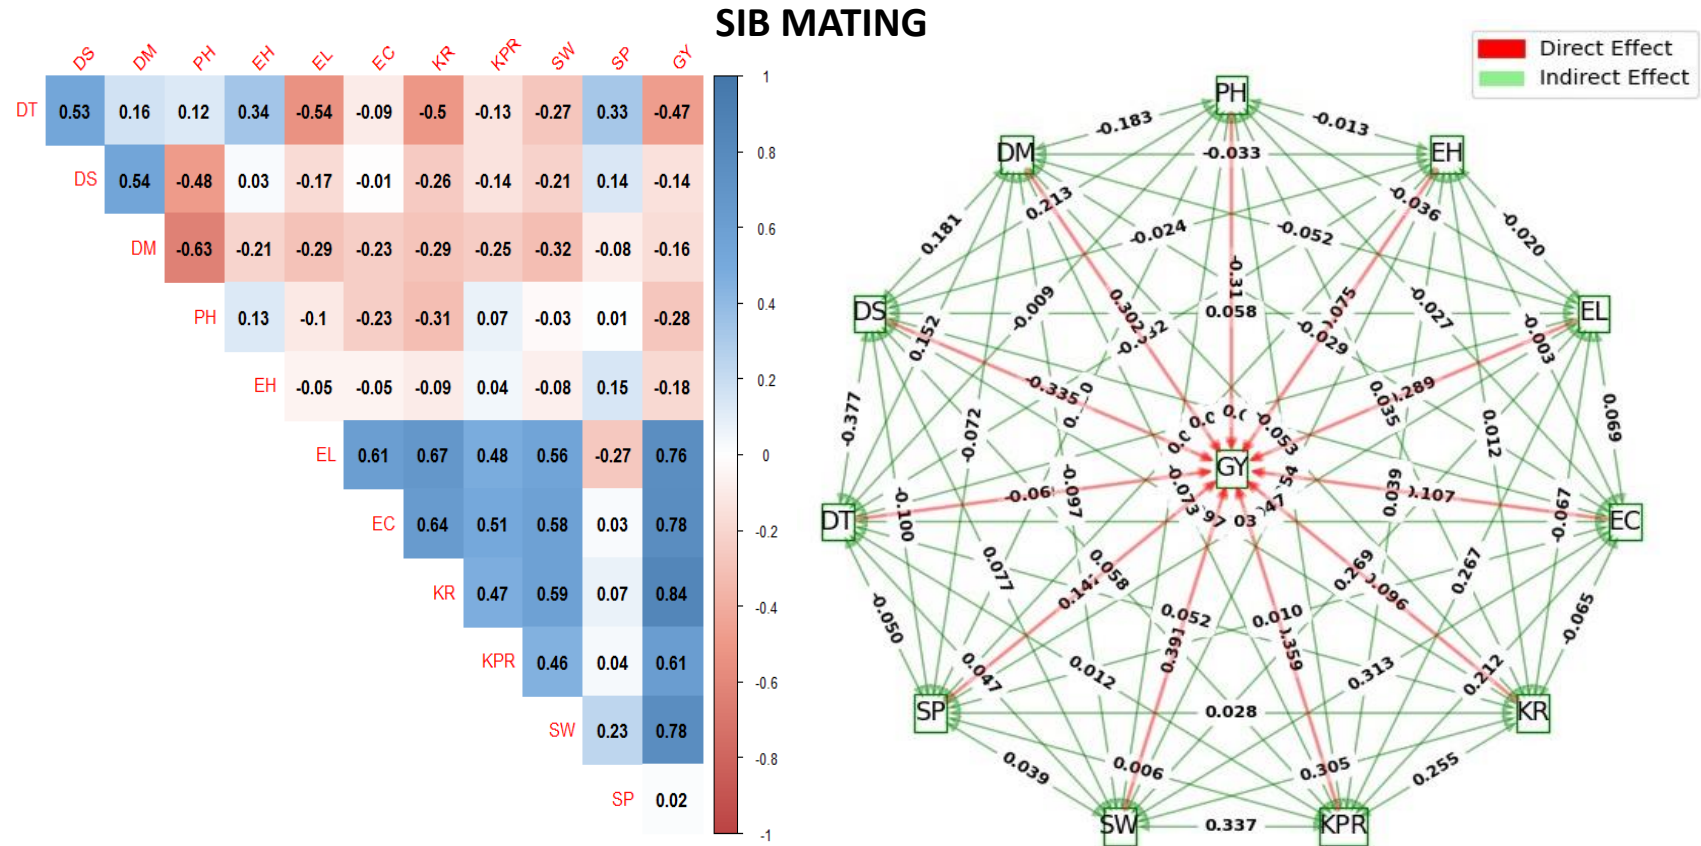 SIB MATING
DS DM PH EH EL EC KR KPR SW SP GY
DT 0.53 0.16 0.12 0.34 -0.54 -0.09 -0.5 -0.13 -0.27 0.33 -0.47
DS 0.54 -0.48 0.03 -0.17 -0.01 -0.26 -0.14 -0.21 0.14 -0.14
DM -0.63 -0.21 -0.29 -0.23 -0.29 -0.25 -0.32 -0.08 -0.16
PH 0.13 -0.1 -0.23 -0.31 0.07 -0.03 0.01 -0.28
EH -0.05 -0.05 -0.09 0.04 -0.08 0.15 -0.18
EL 0.61 0.67 0.48 0.56 -0.27 0.76
EC 0.64 0.51 0.58 0.03 0.78
KR 0.47 0.59 0.07 0.84
KPR 0.46 0.04 0.61
SW 0.23 0.78
SP 0.02
1
0.8
0.6
0.4
0.2
0
-0.2
-0.4
-0.6
-0.8
-1
Direct Effect
Indirect Effect
PH
-0.183 -0.013
DM -0.033 EH
0.213 -0.036
0.181 -0.024 -0.052 -0.020
DS -0.009 0.302 -0.31 0.058 -0.027 EL
0.152 -0.029 -0.003
-0.377 -0.335 0.035 0.069
-0.072 -0.053 0.012
GY
-0.097 -0.073 0.039
DT -0.100 -0.067 EC
0.077 0.058 0.269 0.267
-0.050 0.052 0.010 -0.065
0.391
0.047 0.012 0.313 0.212
SP 0.028 KR
0.039 0.006 0.305 0.255
SW 0.337 KPR